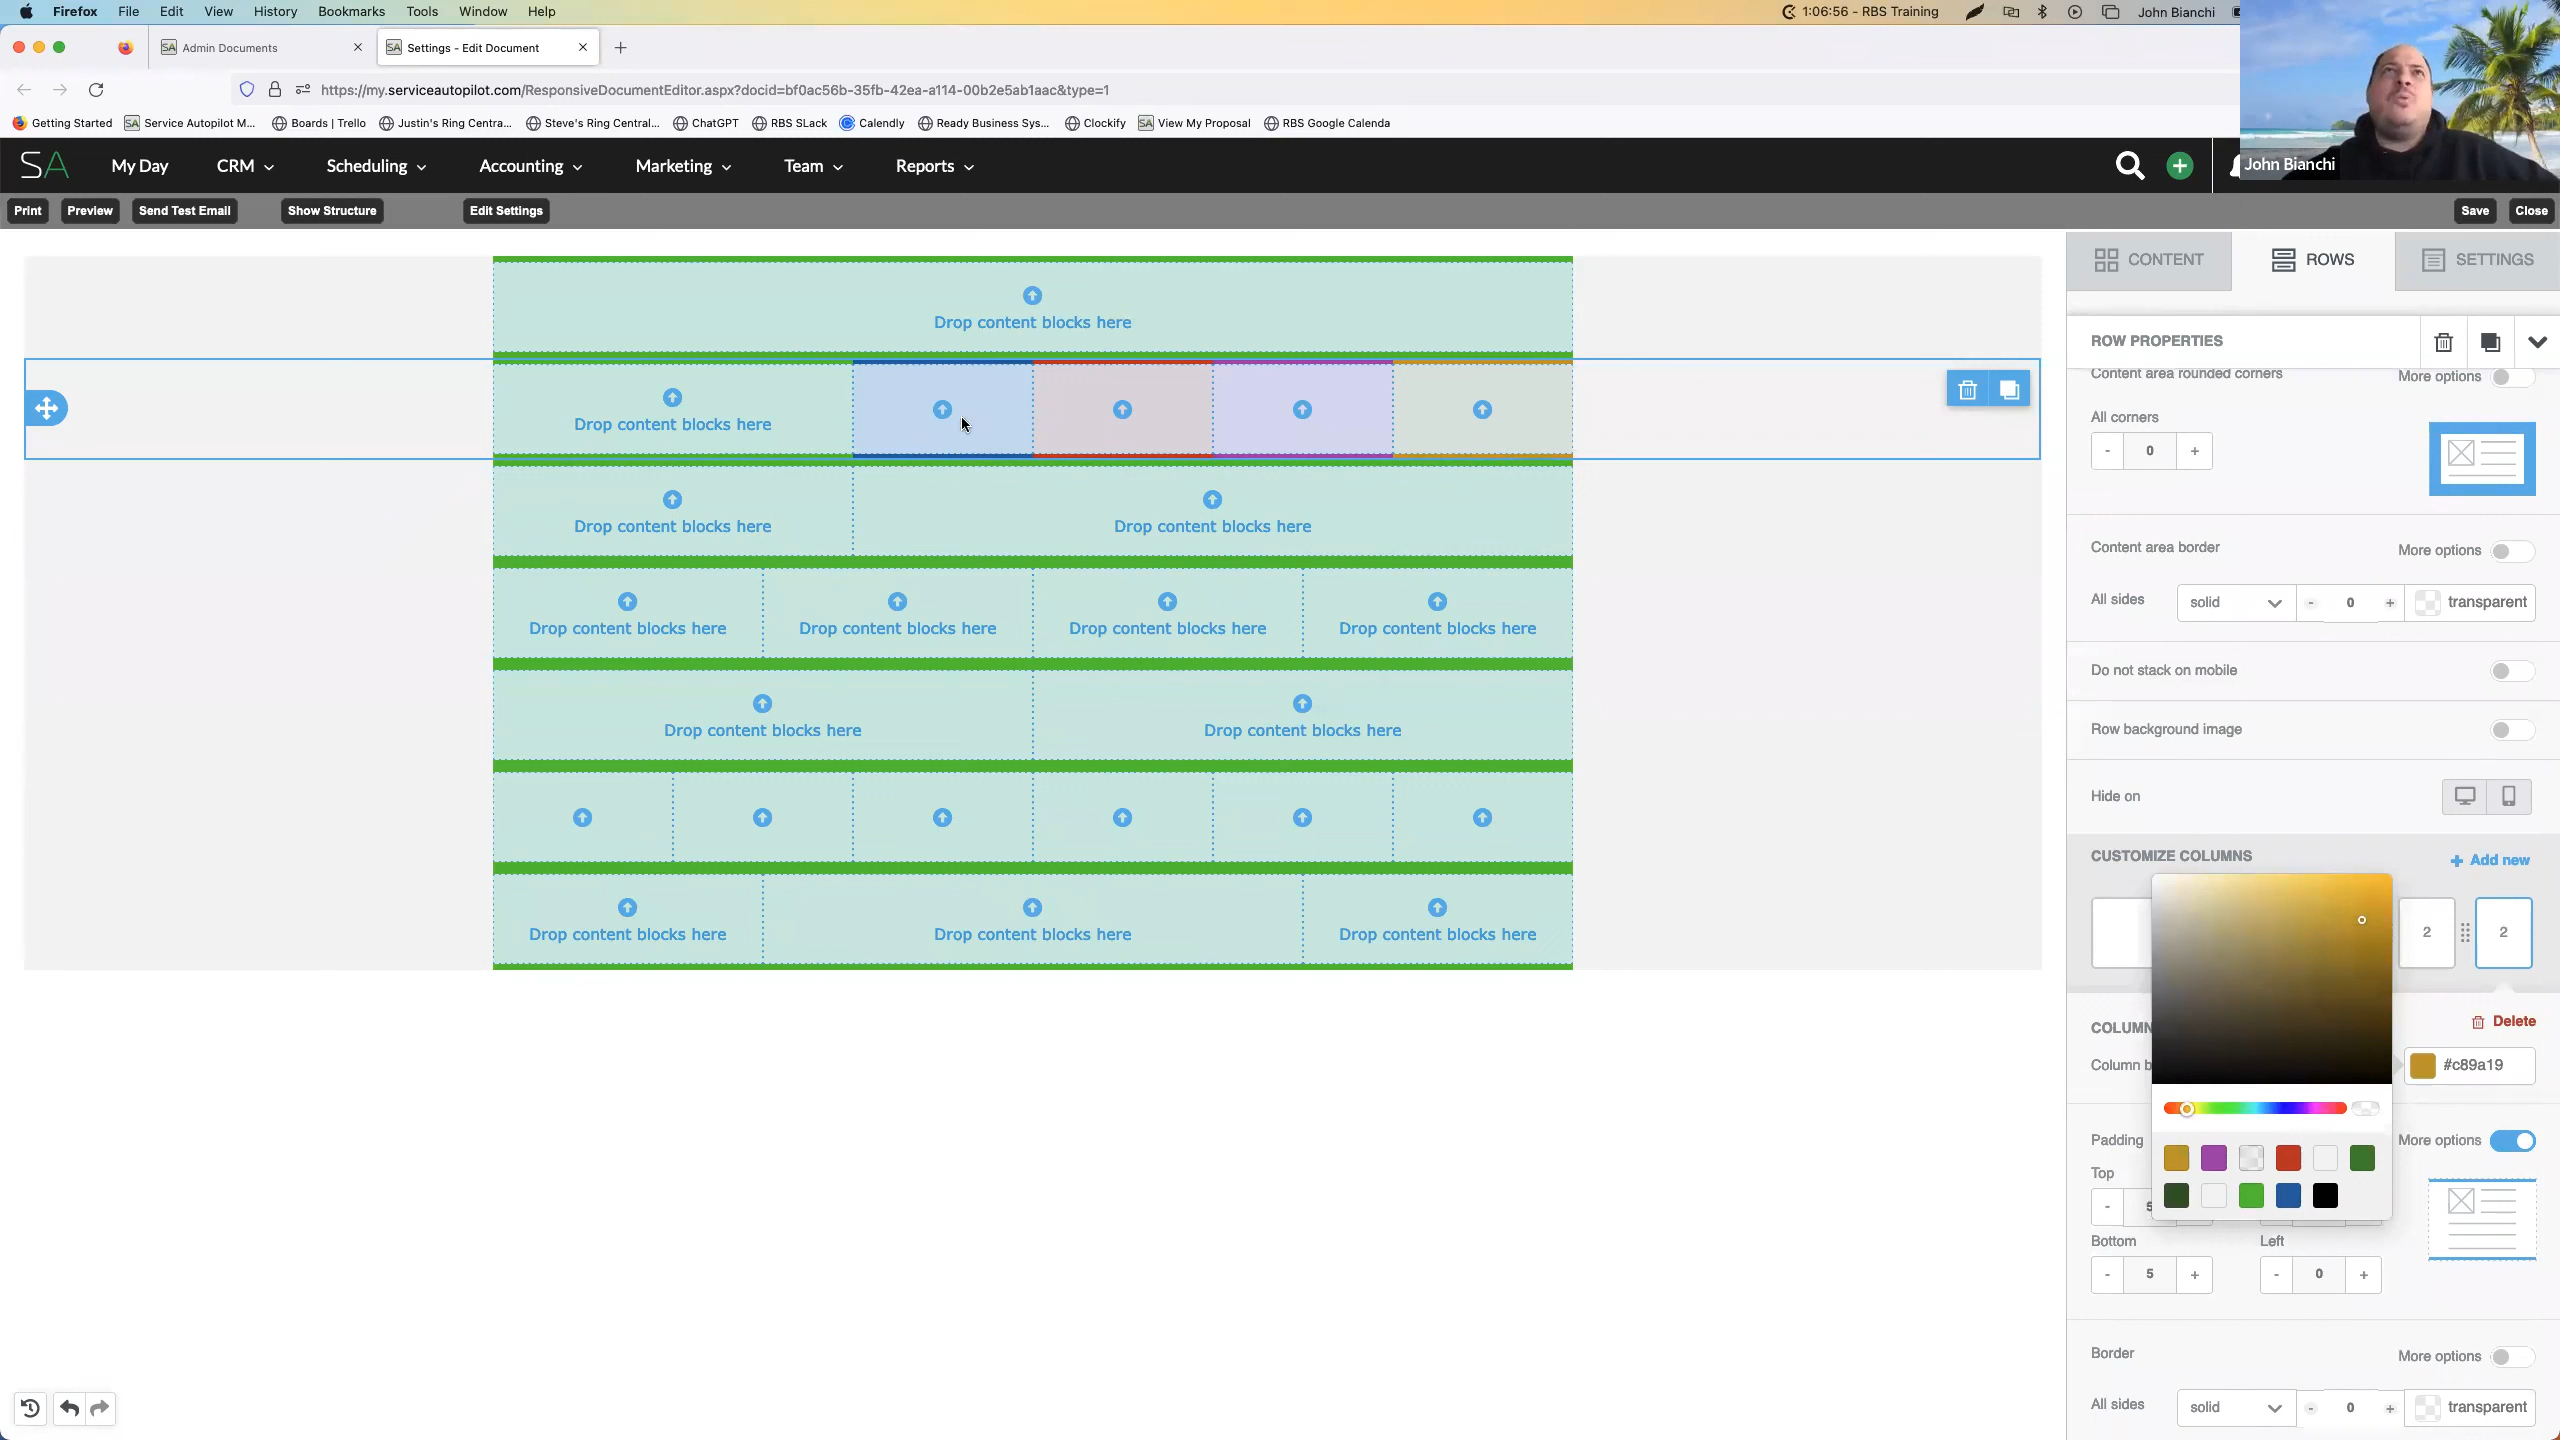 Firefox File Edit View History Bookmarks Tools Window Help 1:06:56 - RBS Training John Bianchi
SA Admin Documents SA Settings - Edit Document
https://my.serviceautopilot.com/ResponsiveDocumentEditor.aspx?docid=bf0ac56b-35fb-42ea-a114-00b2e5ab1aac&type=1
Getting Started SA Service Autopilot M... Boards | Trello Justin's Ring Centra... Steve's Ring Central... ChatGPT RBS SLack Calendly Ready Business Sys... Clockify SA View My Proposal RBS Google Calenda
SA My Day CRM Scheduling Accounting Marketing Team Reports
John Bianchi
Print Preview Send Test Email Show Structure Edit Settings Save Close
CONTENT ROWS SETTINGS
Drop content blocks here
ROW PROPERTIES
Content area rounded corners More options
All corners
- 0 +
Drop content blocks here
Drop content blocks here Drop content blocks here
Content area border More options
All sides solid - 0 + transparent
Drop content blocks here Drop content blocks here Drop content blocks here Drop content blocks here
Do not stack on mobile
Row background image
Drop content blocks here Drop content blocks here
Hide on
CUSTOMIZE COLUMNS + Add new
2 2
Drop content blocks here Drop content blocks here Drop content blocks here
COLUMN Delete
Column b #c89a19
Padding More options
Top
- 5
Bottom Left
- 5 + - 0 +
Border More options
All sides solid - 0 + transparent